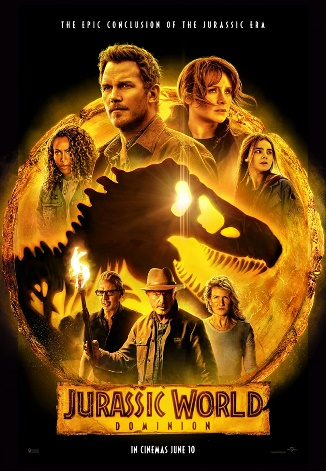 THE EPIC CONCLUSION OF THE JURASSIC ERA
JURASSIC WORLD
DOMINION
IN CINEMAS JUNE 10